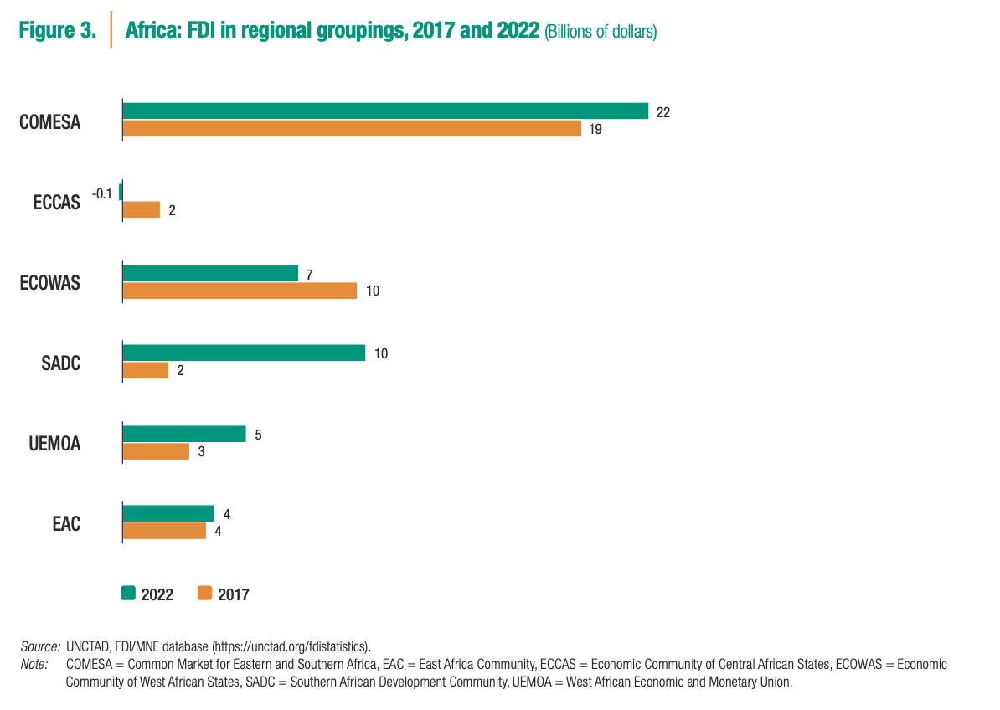 Figure 3. Africa: FDI in regional groupings, 2017 and 2022 (Billions of dollars)
COMESA
22
19
ECCAS
-0.1
2
ECOWAS
7
10
SADC
10
2
UEMOA
5
3
EAC
4
4
2022 2017
Source: UNCTAD, FDI/MNE database (https://unctad.org/fdistatistics).
Note: COMESA = Common Market for Eastern and Southern Africa, EAC = East Africa Community, ECCAS = Economic Community of Central African States, ECOWAS = Economic
Community of West African States, SADC = Southern African Development Community, UEMOA = West African Economic and Monetary Union.